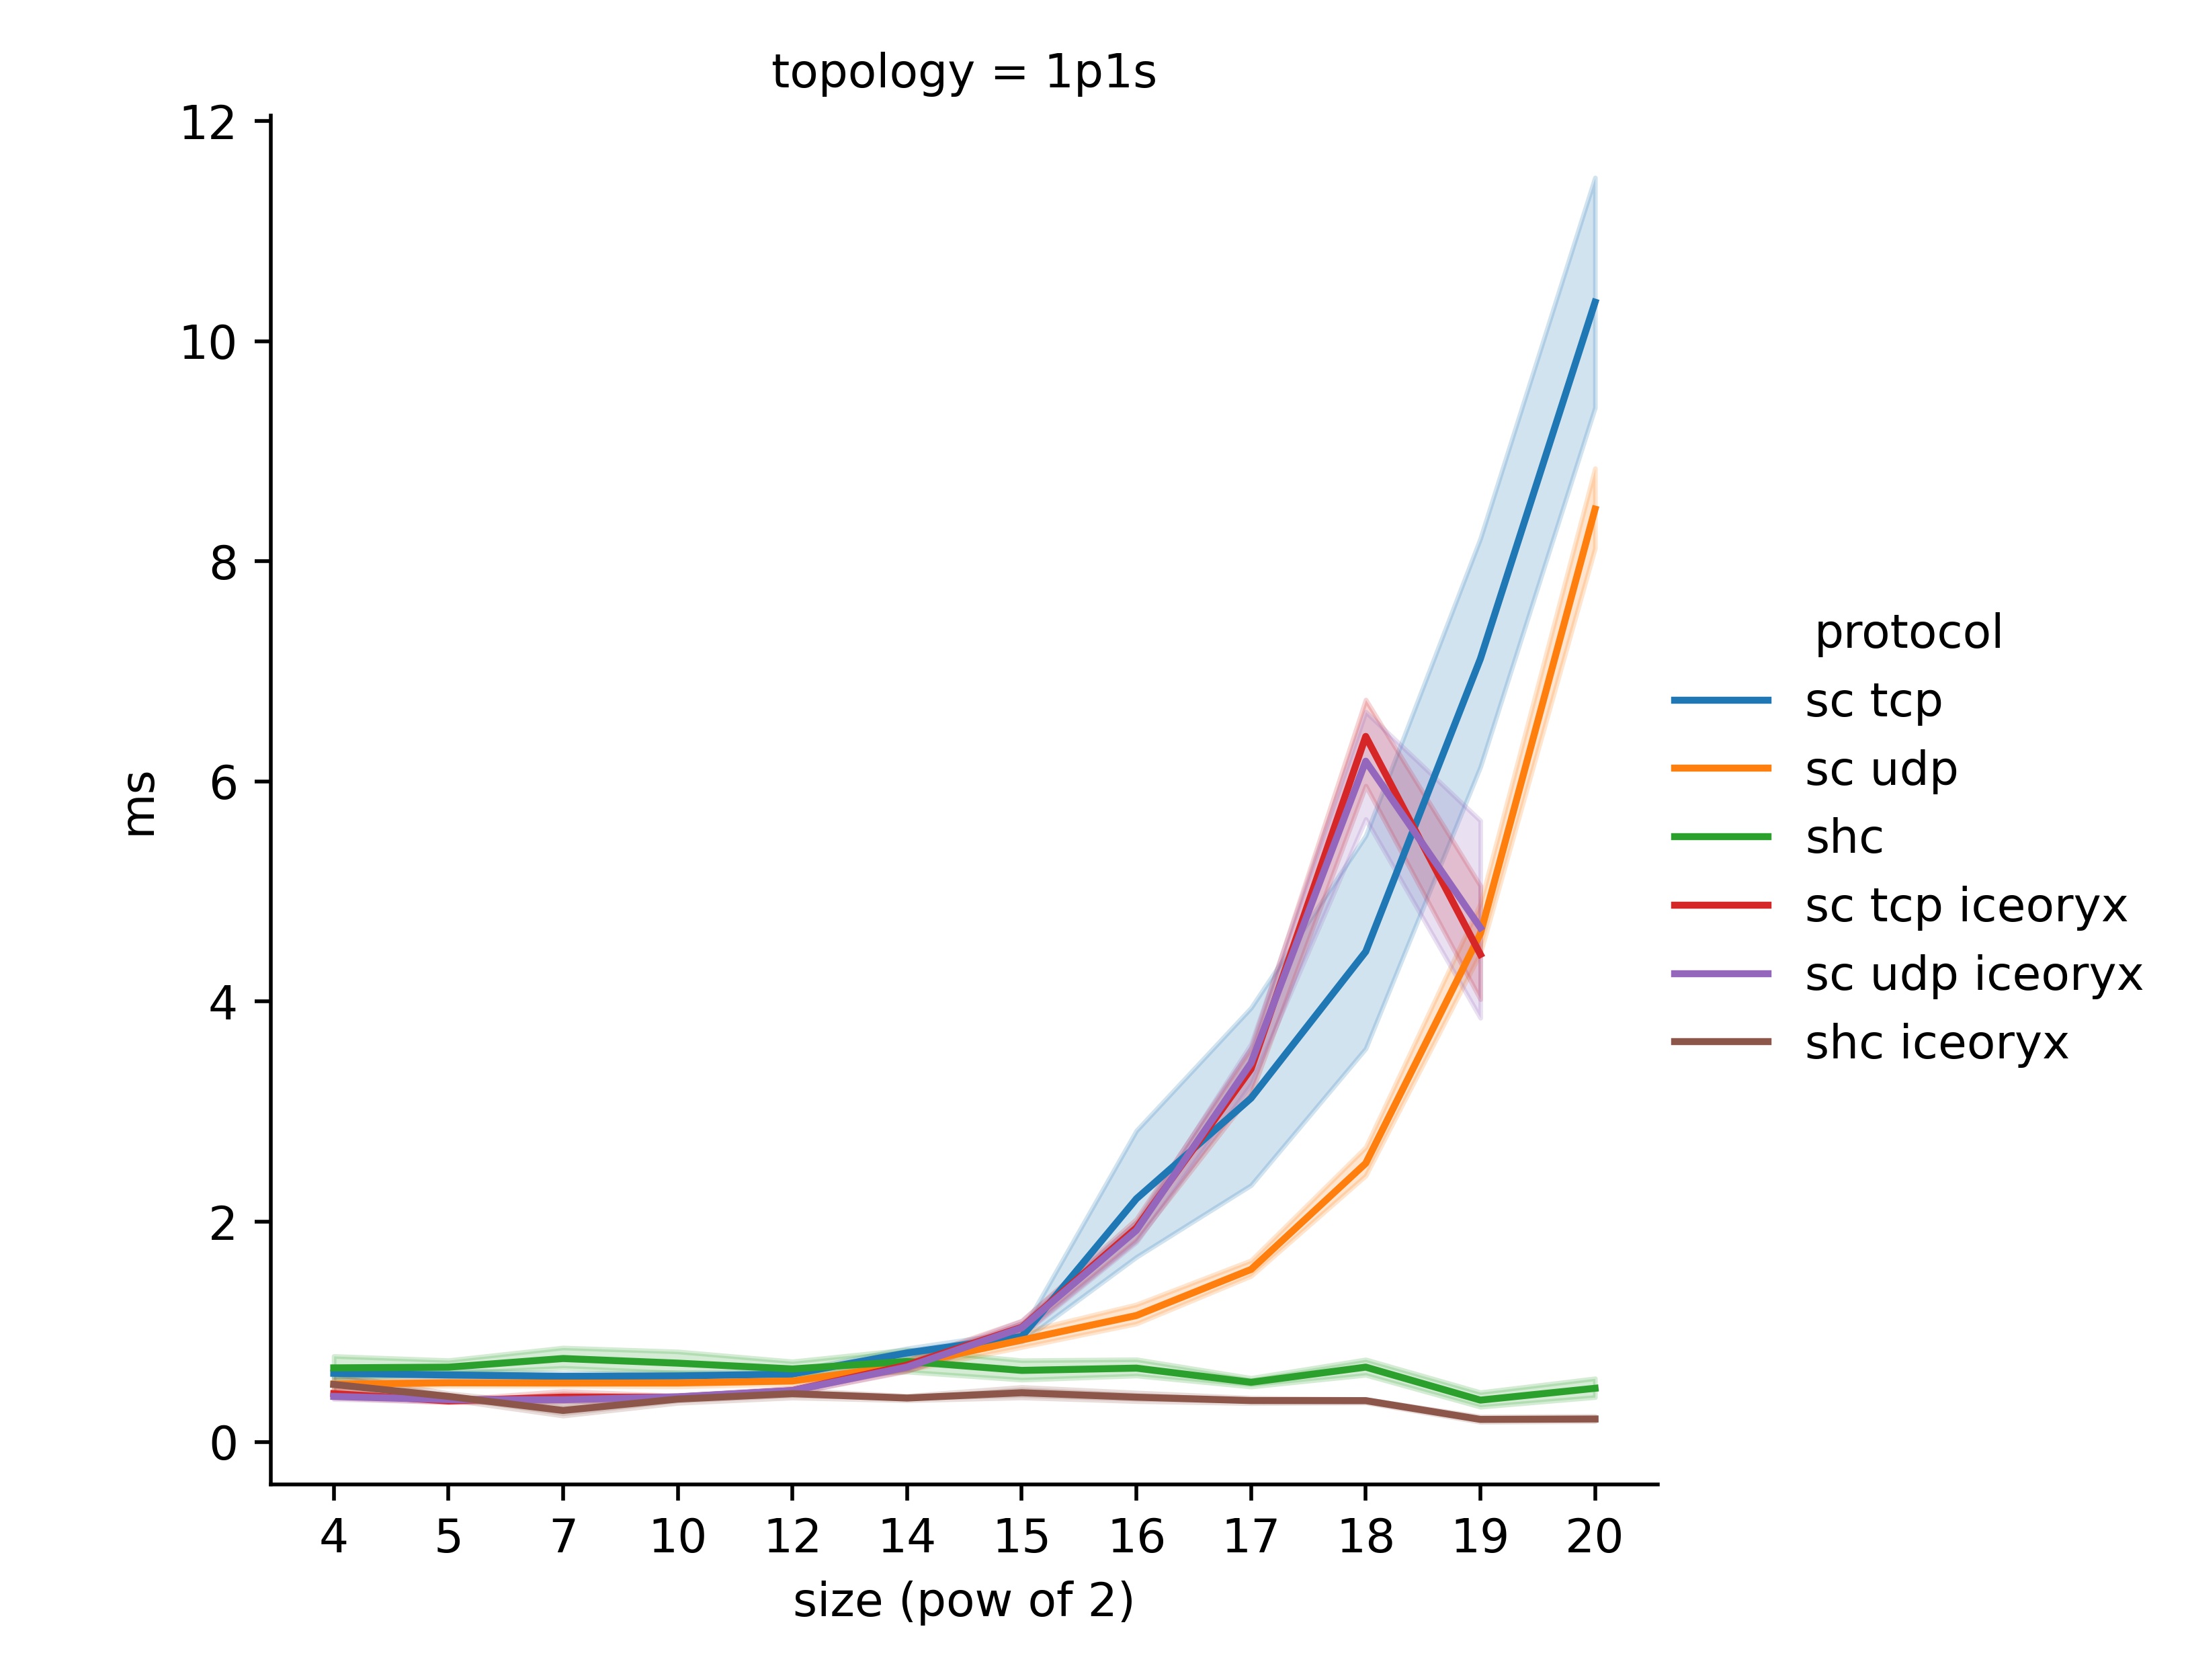 topology = 1p1s
12
10
8
6
4
2
0
ms
4 5 7 10 12 14 15 16 17 18 19 20
size (pow of 2)
protocol
sc tcp
sc udp
shc
sc tcp iceoryx
sc udp iceoryx
shc iceoryx